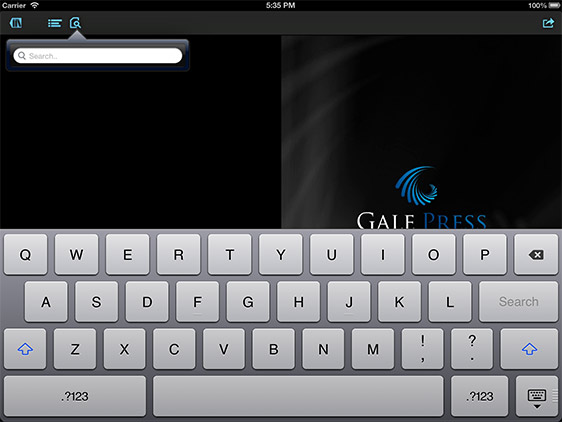 Carrier 5:35 PM 100%
Search..
GALE PRESS
Q W E R T Y U I O P
A S D F G H J K L Search
Z X C V B N M ! , ? .
.?123 .?123